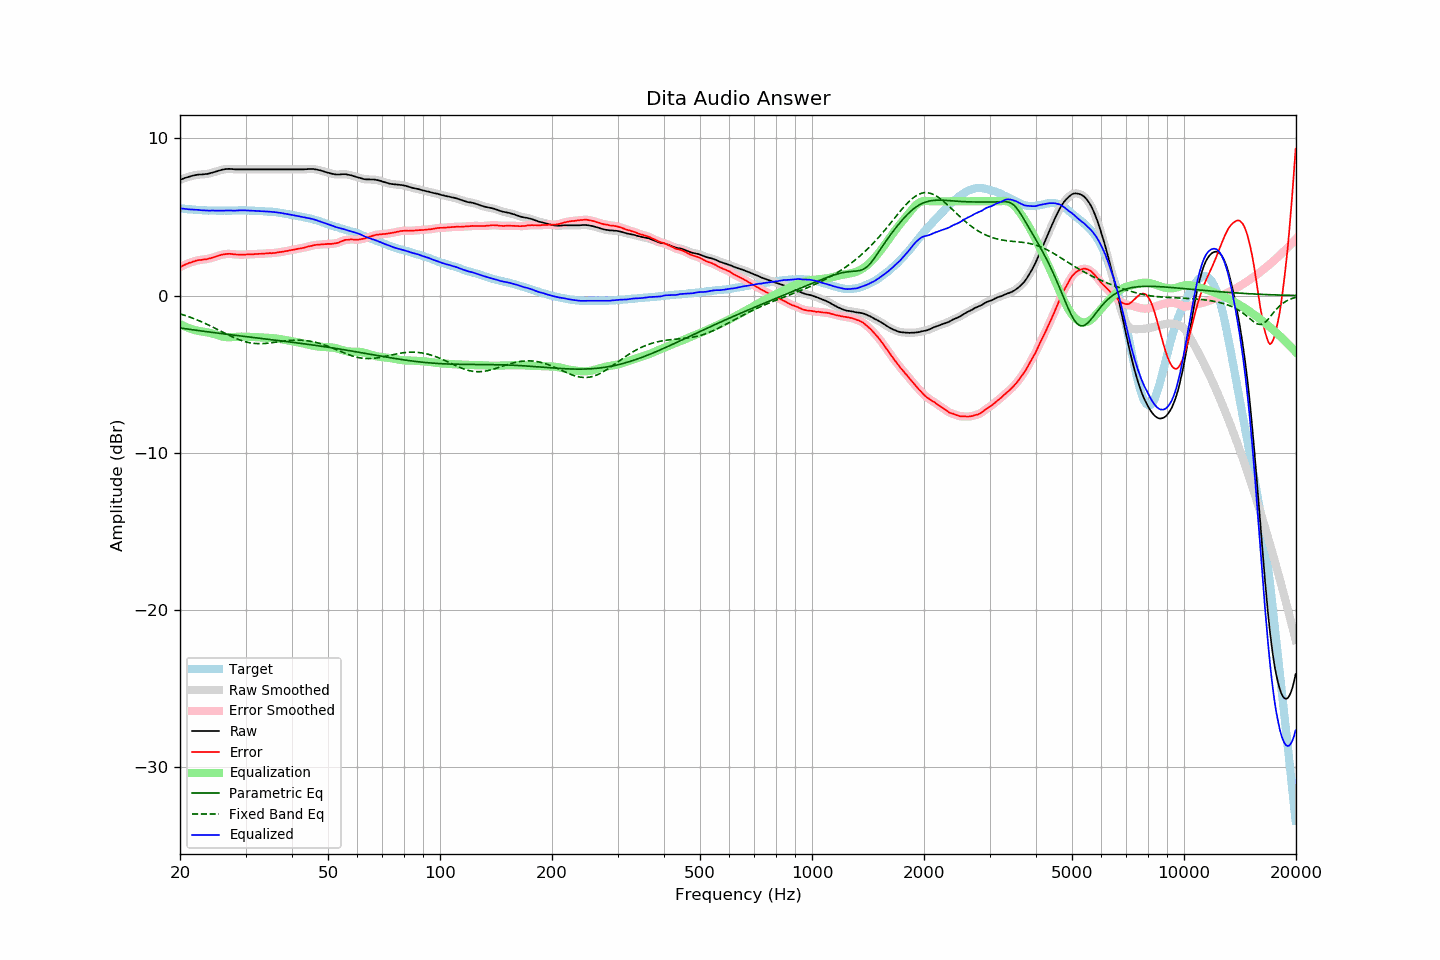 Dita Audio Answer
10
0
−10
−20
−30
Amplitude (dBr)
Target
Raw Smoothed
Error Smoothed
Raw
Error
Equalization
Parametric Eq
Fixed Band Eq
Equalized
20
50
100
200
500
1000
2000
5000
10000
20000
Frequency (Hz)